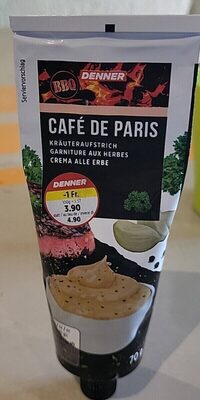 Serviervorschlag
BBQ
DENNER
CAFÉ DE PARIS
KRÄUTERAUFSTRICH
GARNITURE AUX HERBES
CREMA ALLE ERBE
DENNER
-1 Fr.
3.90
4.90
70